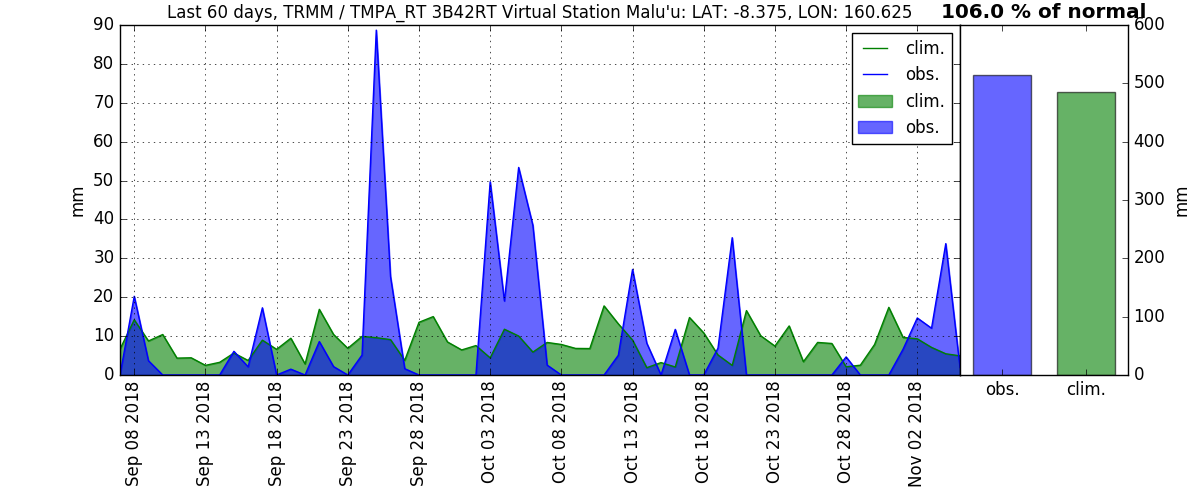 Last 60 days, TRMM / TMPA_RT 3B42RT Virtual Station Malu'u: LAT: -8.375, LON: 160.625
106.0 % of normal
90
80
70
60
50
40
30
20
10
0
mm
clim.
obs.
clim.
obs.
Sep 08 2018
Sep 13 2018
Sep 18 2018
Sep 23 2018
Sep 28 2018
Oct 03 2018
Oct 08 2018
Oct 13 2018
Oct 18 2018
Oct 23 2018
Oct 28 2018
Nov 02 2018
600
500
400
300
200
100
0
mm
obs. clim.